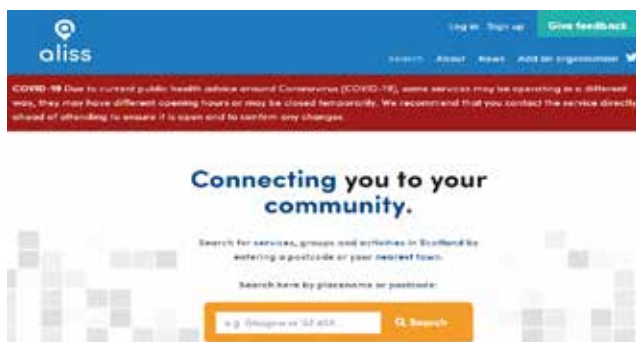 aliss
Log in Sign up Give feedback
Search About News Add an organisation
COVID-19 Due to current public health advice around Coronavirus (COVID-19), some services may be operating in a different
way, they may have different opening hours or may be closed temporarily. We recommend that you contact the service directly
ahead of attending to ensure it is open and to confirm any changes.
Connecting you to your
community.
Search for services, groups and activities in Scotland by
entering a postcode or your nearest town.
Search here by placename or postcode:
e.g. Glasgow or Search